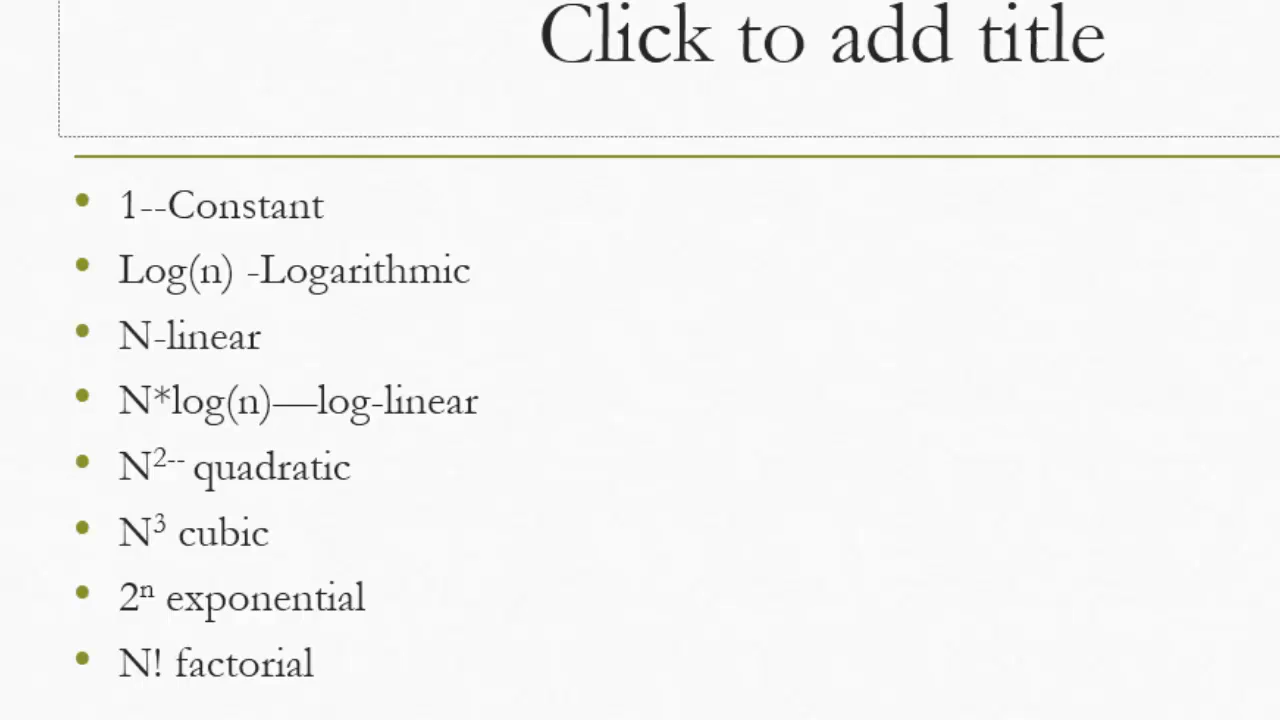 Click to add title
• 1--Constant
• Log(n) -Logarithmic
• N-linear
• N*log(n)—log-linear
• N²⁻⁻ quadratic
• N³ cubic
• 2ⁿ exponential
• N! factorial